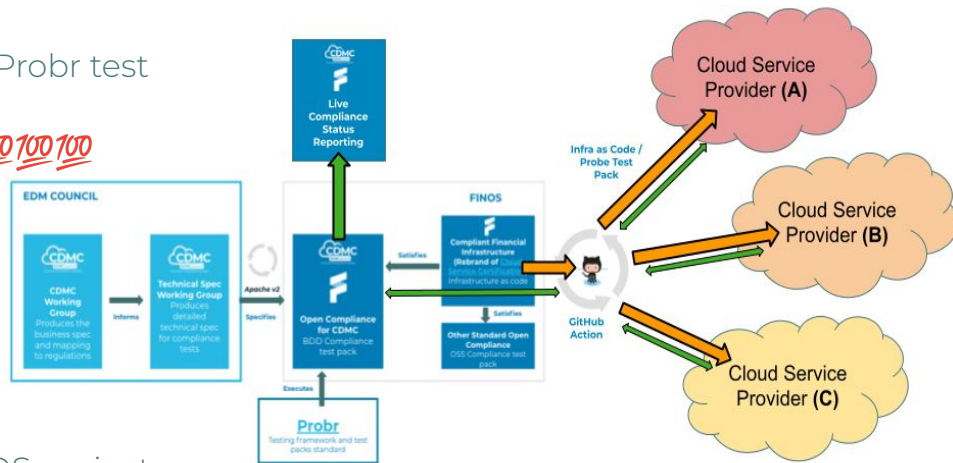 Probr test
100 100
CDMC
Live
Compliance
Status
Reporting
EDM COUNCIL
CDMC
Working
Group
Produces the
business spec
and mapping
to regulations
Informs
Technical Spec
Working Group
Produces
detailed
technical spec
for compliance
tests
Apache v2
Specifies
FINOS
CDMC
Open Compliance
for CDMC
BDD Compliance
test pack
Satisfies
Compliant Financial
Infrastructure
(Rebrand of Cloud
Service Certification
Infrastructure as code
Satisfies
Other Standard Open
Compliance
OSS Compliance test
pack
Executes
Probr
Testing framework and test
packs standard
Infra as Code /
Probe Test
Pack
GitHub
Action
Cloud Service
Provider (A)
Cloud Service
Provider (B)
Cloud Service
Provider (C)